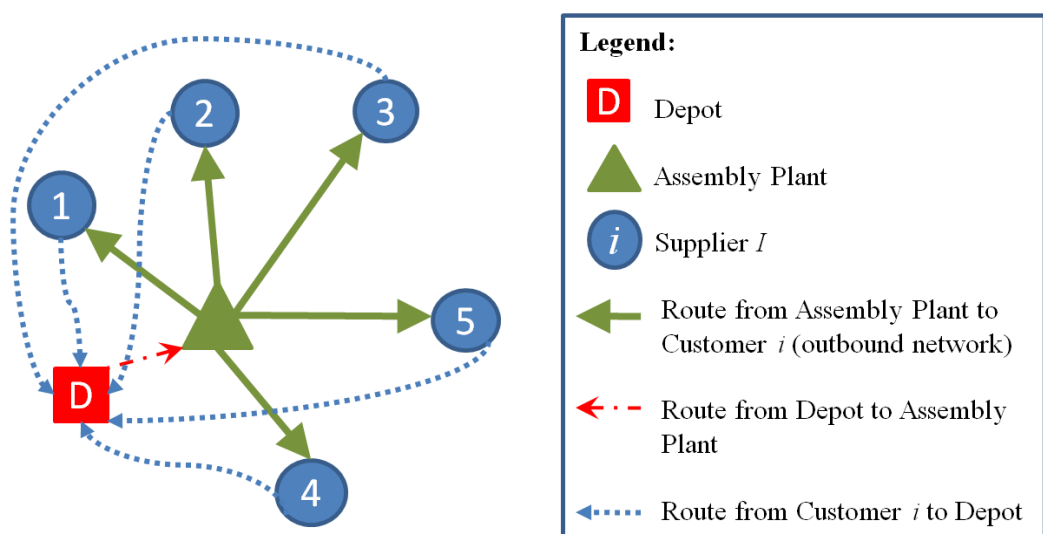 Legend:
3
2
D
Depot
1
Assembly Plant
i
Supplier I
5
Route from Assembly Plant to
Customer i (outbound network)
D
Route from Depot to Assembly
Plant
4
Route from Customer i to Depot